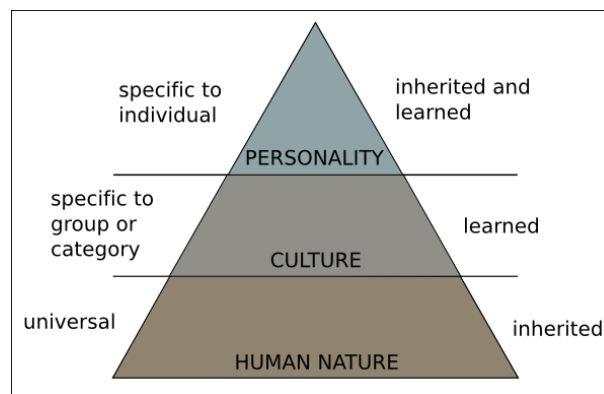 specific to
individual
inherited and
learned
PERSONALITY
specific to
group or
category
learned
CULTURE
universal
inherited
HUMAN NATURE